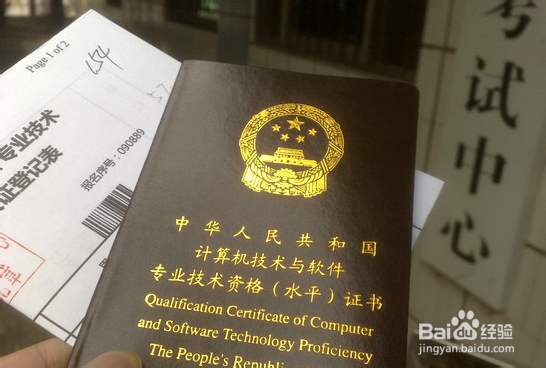 Page 1 of 2
专业技术
证登记表
报名序号:090889
考试中心
中华人民共和国
计算机技术与软件
专业技术资格(水平)证书
Qualification Certificate of Computer
and Software Technology Proficiency
The People's Republi
Baidu经验
jingyan.baidu.com